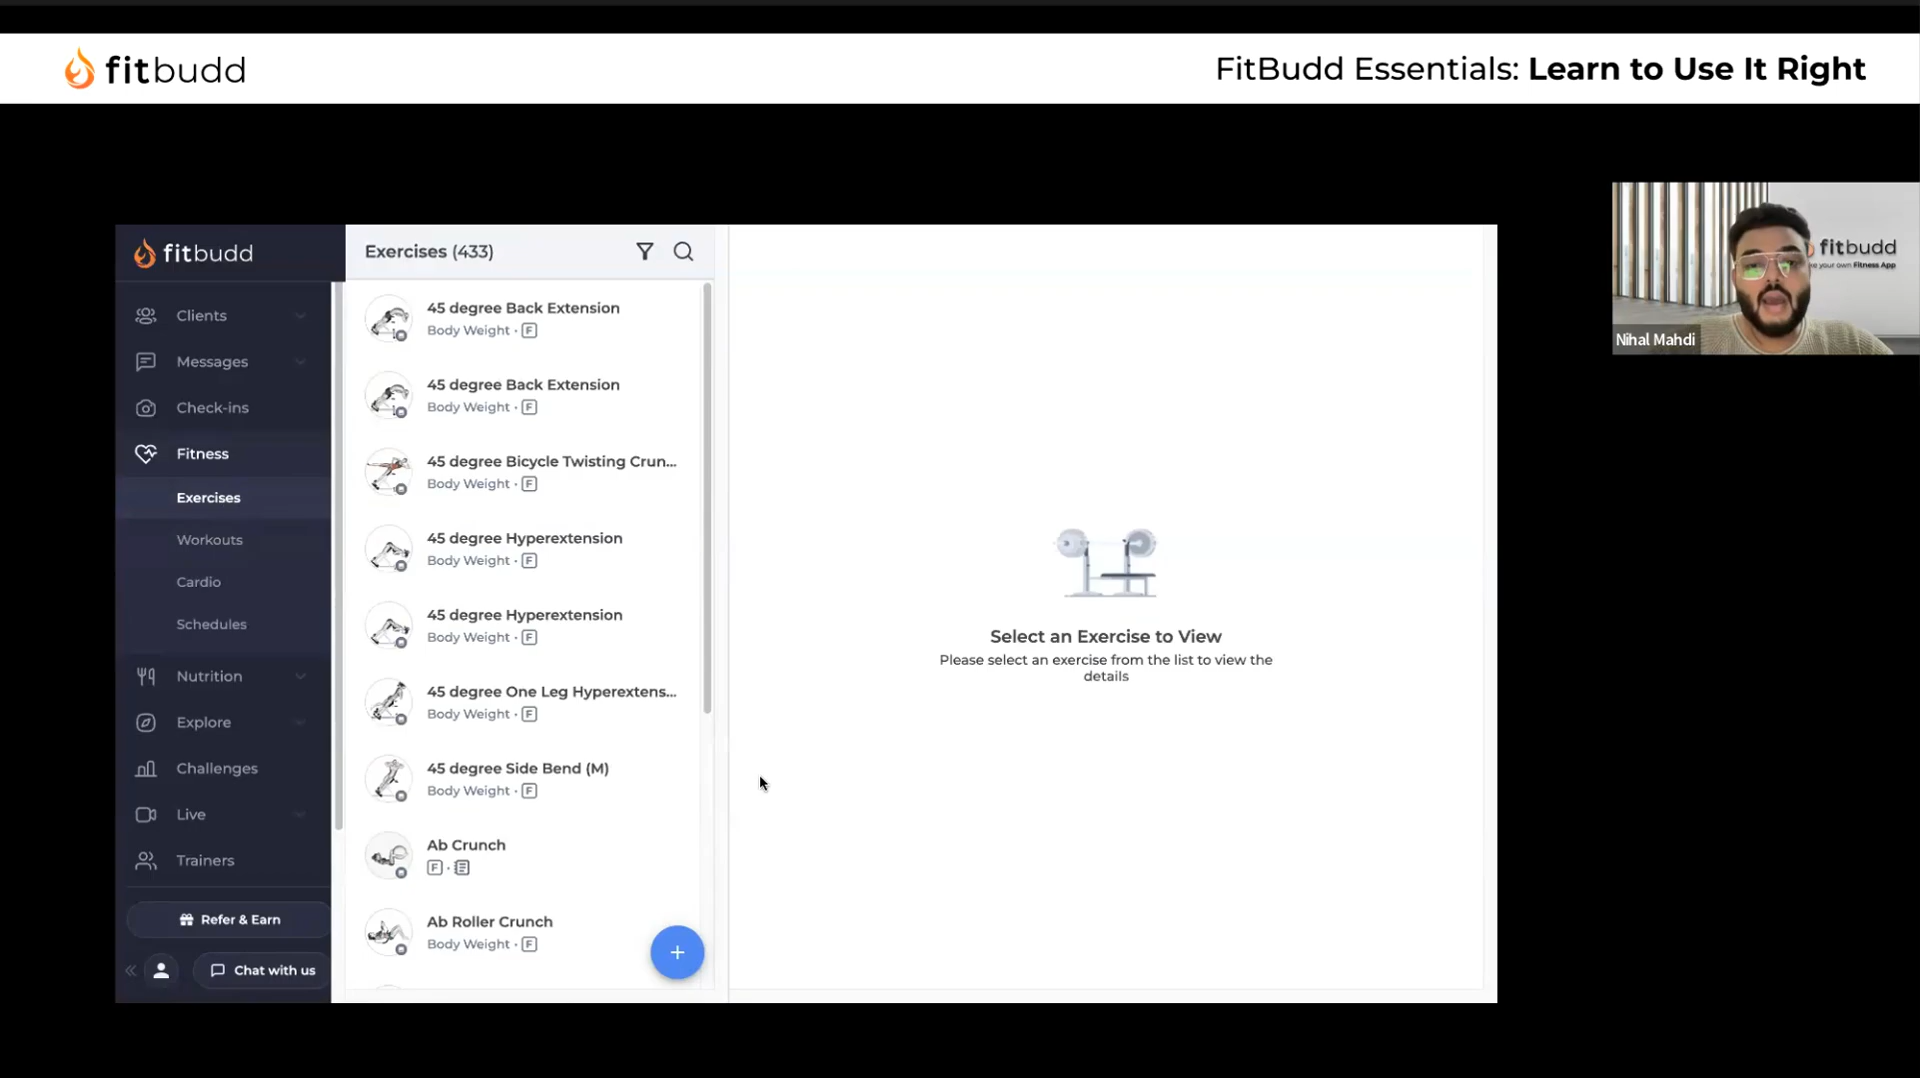 fitbudd
FitBudd Essentials: Learn to Use It Right
fitbudd
Exercises (433)
Clients
Messages
Check-ins
Fitness
Exercises
Workouts
Cardio
Schedules
Nutrition
Explore
Challenges
Live
Trainers
Refer & Earn
Chat with us
45 degree Back Extension
Body Weight · F
45 degree Back Extension
Body Weight · F
45 degree Bicycle Twisting Crun...
Body Weight · F
45 degree Hyperextension
Body Weight · F
45 degree Hyperextension
Body Weight · F
45 degree One Leg Hyperextens...
Body Weight · F
45 degree Side Bend (M)
Body Weight · F
Ab Crunch
F ·
Ab Roller Crunch
Body Weight · F
+
Select an Exercise to View
Please select an exercise from the list to view the
details
fitbudd
your own Fitness App
Nihal Mahdi